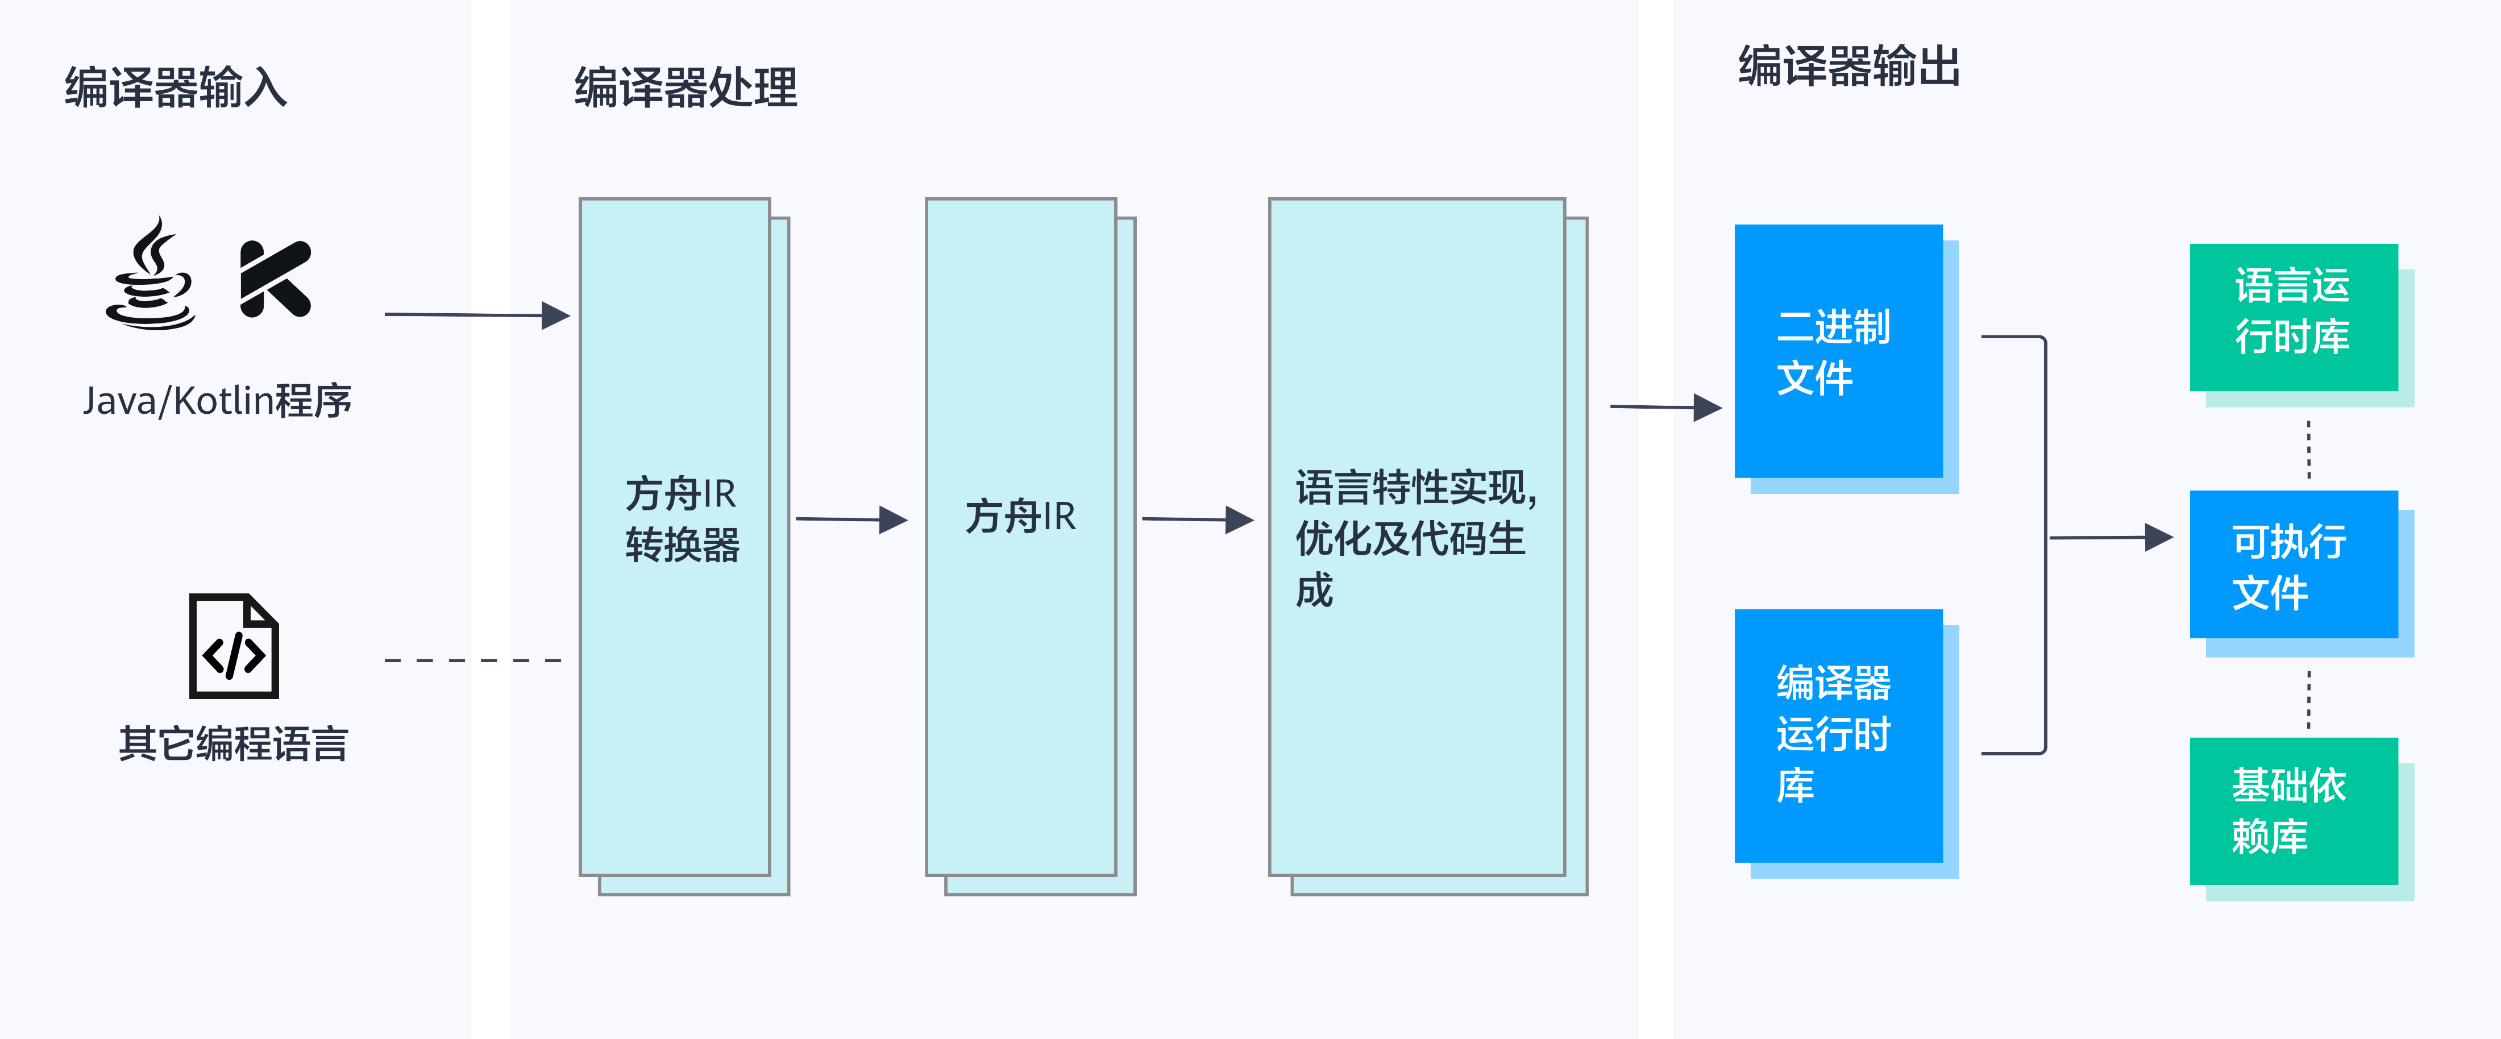 编译器输入
Java/Kotlin程序
其它编程语言
编译器处理
方舟IR
转换器
方舟IR
语言特性实现,
优化及代码生
成
编译器输出
二进制
文件
编译器
运行时
库
语言运
行时库
可执行
文件
基础依
赖库